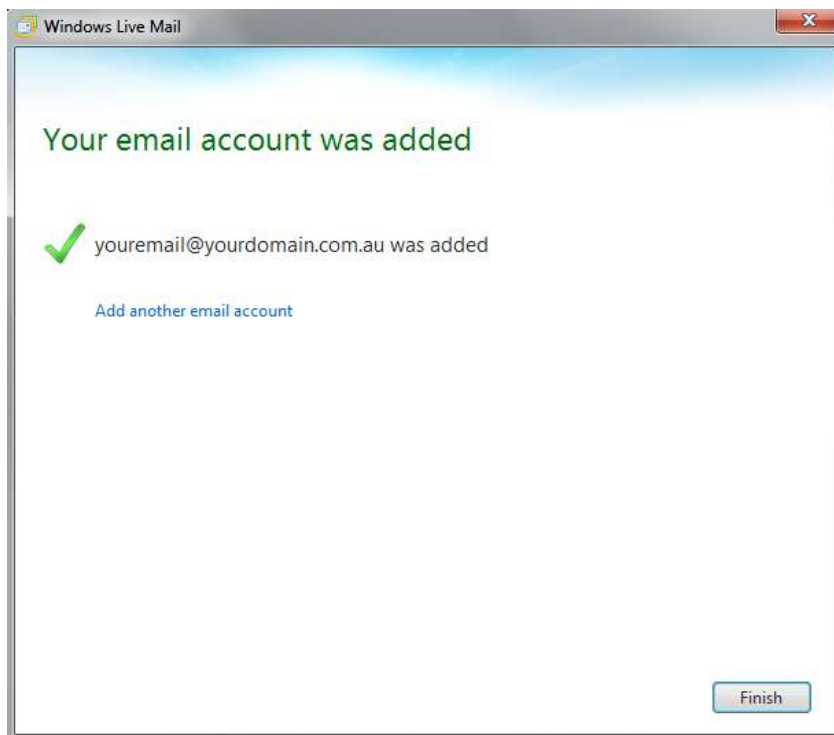 Windows Live Mail
Your email account was added
youremail@yourdomain.com.au was added
Add another email account
Finish